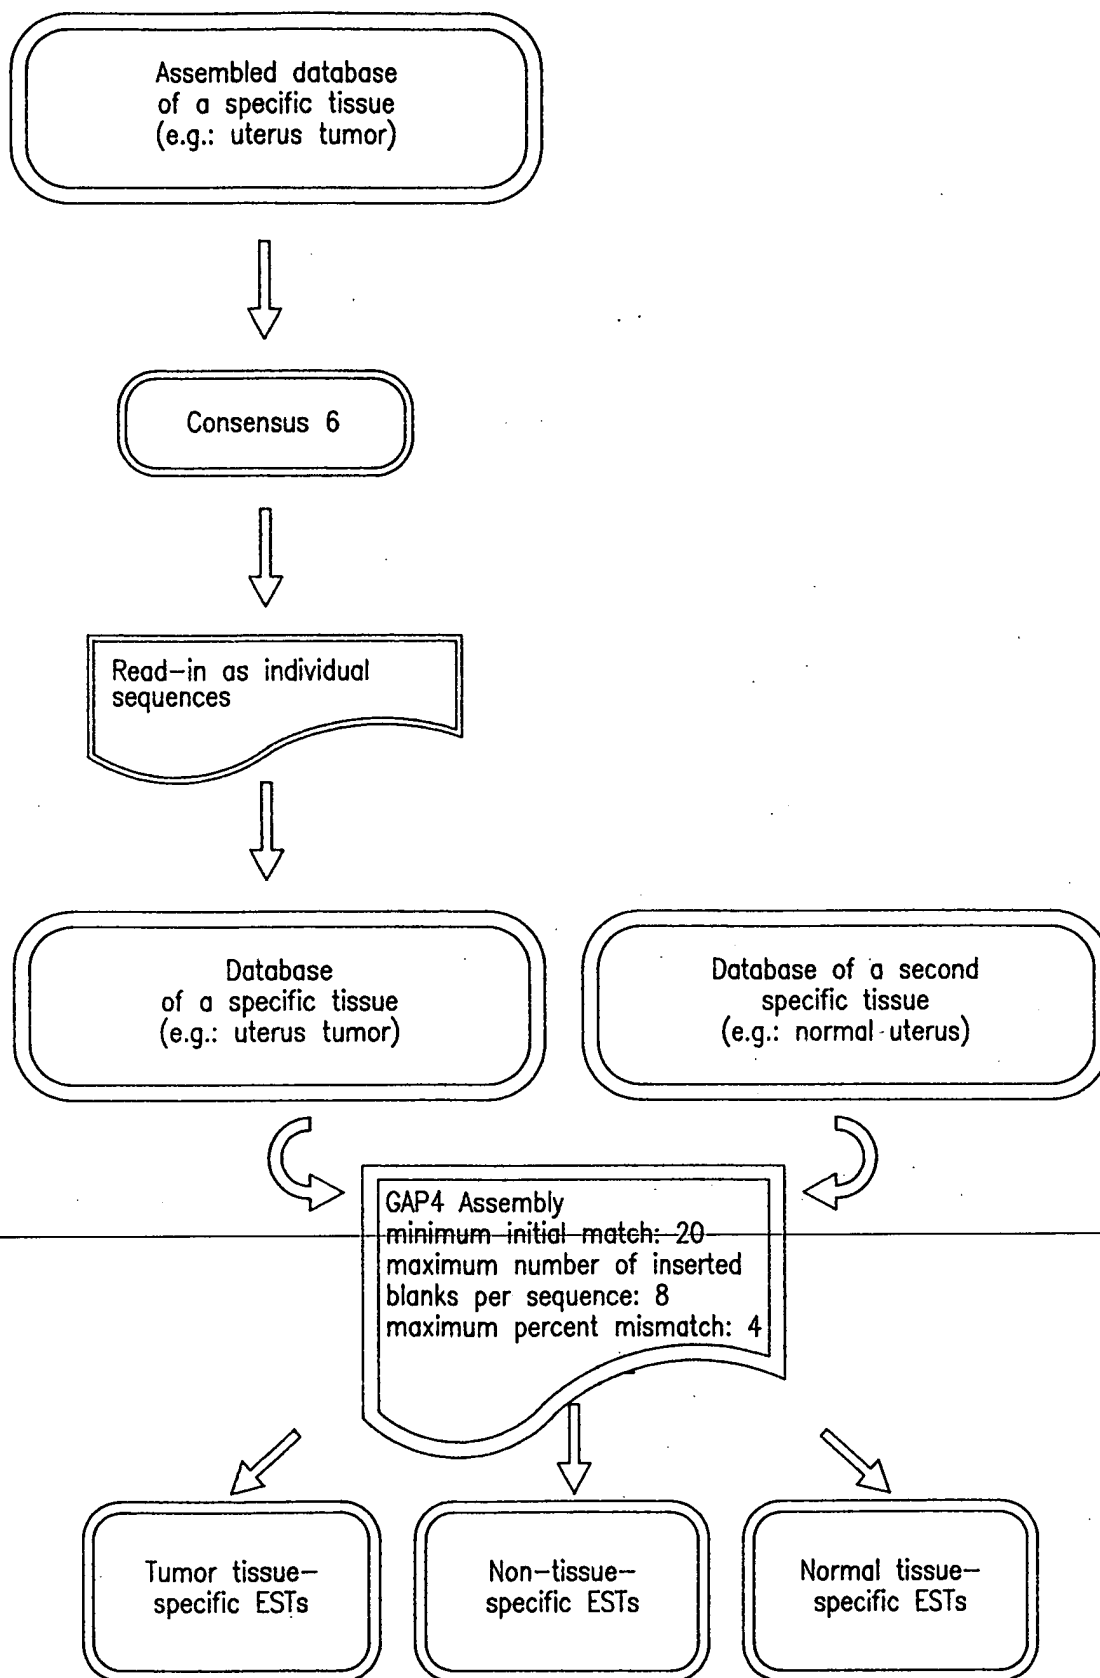 Assembled database
of a specific tissue
(e.g.: uterus tumor)
Consensus 6
Read-in as individual
sequences
Database
of a specific tissue
(e.g.: uterus tumor)
Database of a second
specific tissue
(e.g.: normal uterus)
GAP4 Assembly
minimum initial match: 20
maximum number of inserted
blanks per sequence: 8
maximum percent mismatch: 4
Tumor tissue-
specific ESTs
Non-tissue-
specific ESTs
Normal tissue-
specific ESTs